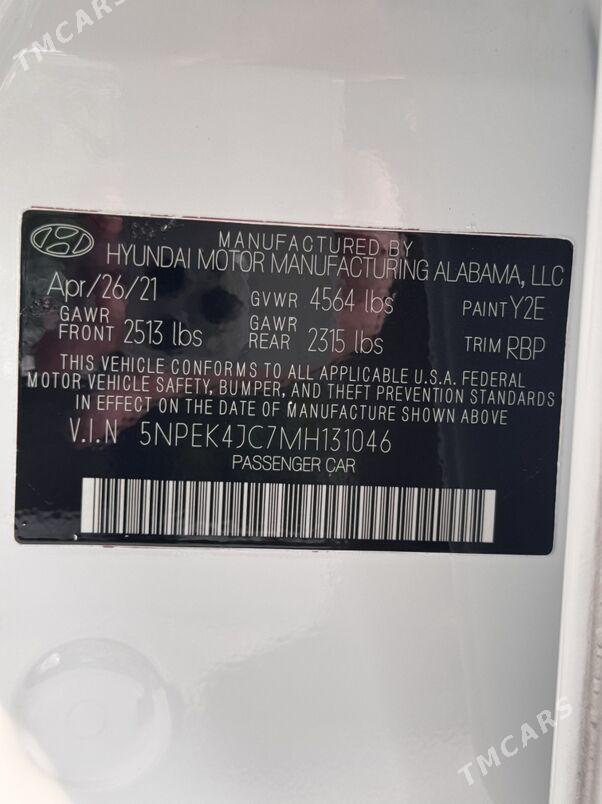 TMCARS
MANUFACTURED BY
HYUNDAI MOTOR MANUFACTURING ALABAMA, LLC
Apr/26/21 GVWR 4564 lbs PAINT Y2E
GAWR FRONT 2513 lbs GAWR REAR 2315 lbs TRIM RBP
THIS VEHICLE CONFORMS TO ALL APPLICABLE U.S.A. FEDERAL
MOTOR VEHICLE SAFETY, BUMPER, AND THEFT PREVENTION STANDARDS
IN EFFECT ON THE DATE OF MANUFACTURE SHOWN ABOVE
V.I.N 5NPEK4JC7MH131046
PASSENGER CAR
TMCARS